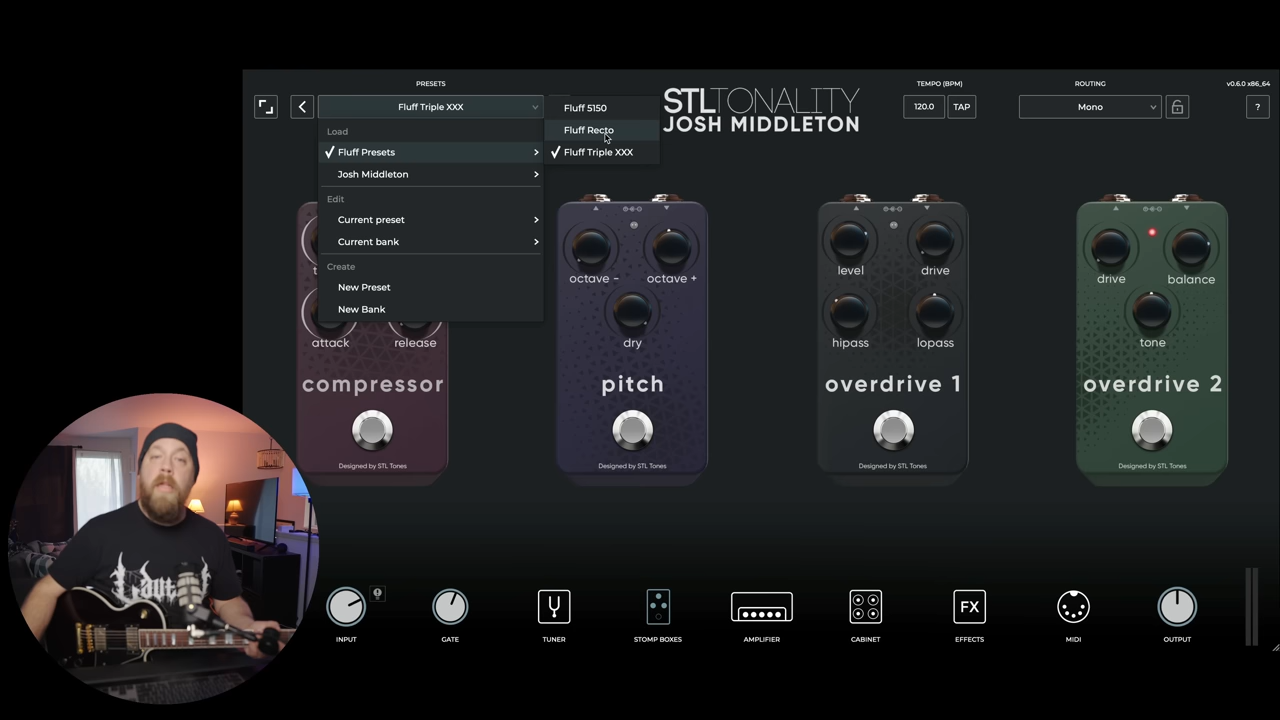 PRESETS
Fluff Triple XXX
Load
Fluff Presets
Josh Middleton
Edit
Current preset
Current bank
Create
New Preset
New Bank
Fluff 5150
Fluff Recto
Fluff Triple XXX
STL TONALITY
JOSH MIDDLETON
TEMPO (BPM)
120.0
TAP
ROUTING
Mono
v0.6.0 x86_64
?
attack
release
compressor
Designed by STL Tones
octave -
octave +
dry
pitch
Designed by STL Tones
level
drive
hipass
lopass
overdrive 1
Designed by STL Tones
drive
balance
tone
overdrive 2
Designed by STL Tones
INPUT
GATE
TUNER
STOMP BOXES
AMPLIFIER
CABINET
FX
EFFECTS
MIDI
OUTPUT